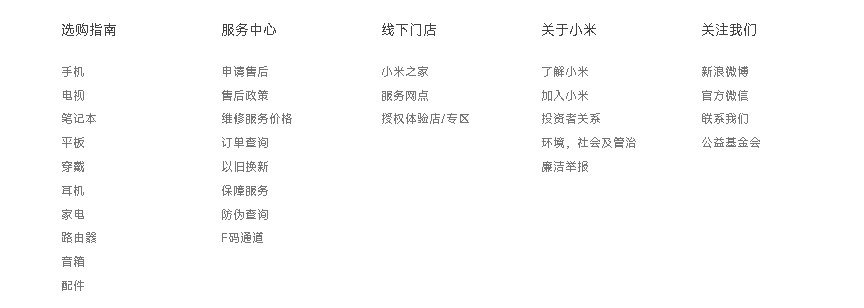 选购指南
手机
电视
笔记本
平板
穿戴
耳机
家电
路由器
音箱
配件
服务中心
申请售后
售后政策
维修服务价格
订单查询
以旧换新
保障服务
防伪查询
F码通道
线下门店
小米之家
服务网点
授权体验店/专区
关于小米
了解小米
加入小米
投资者关系
环境，社会及管治
廉洁举报
关注我们
新浪微博
官方微信
联系我们
公益基金会